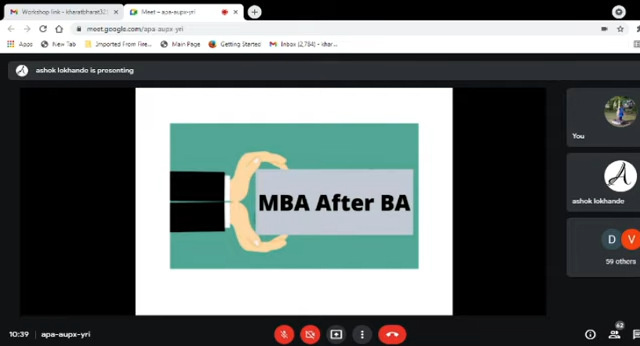 Workshop link - kharatbharat30
Meet – apa-aupx-yri
meet.google.com/apa-aupx-yri
Apps
New Tab
Imported From Fire...
Main Page
Getting Started
Inbox (2,784) - khar...
ashok lokhande is presenting
MBA After BA
You
ashok lokhande
D
V
59 others
10:39
apa-aupx-yri
62